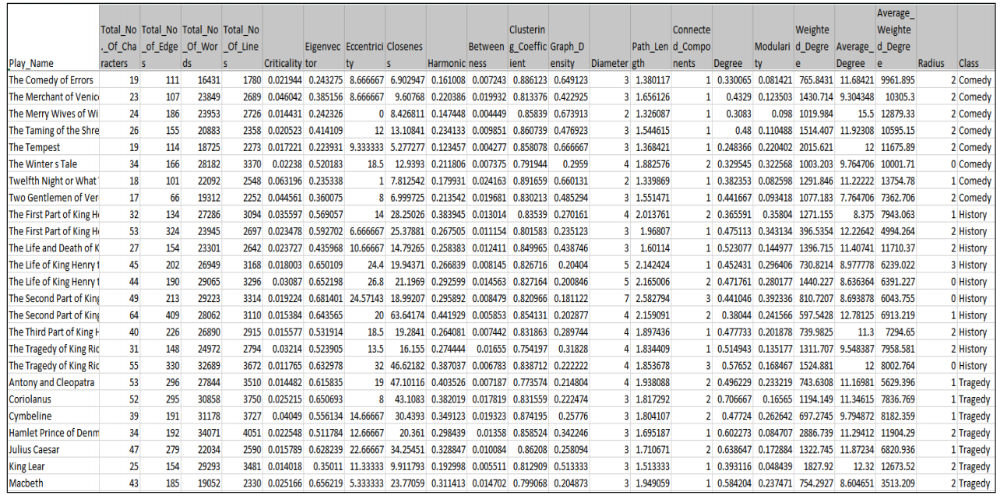 Play_Name Total_No._Of_Characters Total_No_of_Edges Total_No_Of_Words Total_No_Of_Lines Criticality Eigenvector Eccentricity Closeness Harmonic Betweenness Clustering_Coefficient Graph_Density Diameter Path_Length Connected_Components Degree Modularity Weighted_Degree Average_Degree Average_Weighted_Degree Radius Class
The Comedy of Errors 19 111 16431 1780 0.021944 0.243275 8.666667 6.902947 0.161008 0.007243 0.886123 0.649123 3 1.380117 1 0.330065 0.081421 765.8431 11.68421 9961.895 2 Comedy
The Merchant of Venic 23 107 23849 2689 0.046042 0.385156 8.666667 9.60768 0.220386 0.019932 0.813376 0.422925 3 1.656126 1 0.4329 0.123503 1430.714 9.304348 10305.3 2 Comedy
The Merry Wives of Wi 24 186 23953 2726 0.014431 0.242326 0 8.426811 0.147448 0.004449 0.85839 0.673913 2 1.326087 1 0.3083 0.098 1019.984 15.5 12879.33 2 Comedy
The Taming of the Shre 26 155 20883 2358 0.020523 0.414109 12 13.10841 0.234133 0.009851 0.860739 0.476923 3 1.544615 1 0.48 0.110488 1514.407 11.92308 10595.15 2 Comedy
The Tempest 19 114 18725 2273 0.017221 0.223931 9.333333 5.277277 0.123457 0.004277 0.858078 0.666667 3 1.368421 1 0.248366 0.220402 2015.621 12 11675.89 2 Comedy
The Winter s Tale 34 166 28182 3370 0.02238 0.520183 18.5 12.9393 0.211806 0.007375 0.791944 0.2959 4 1.882576 2 0.329545 0.322568 1003.203 9.764706 10001.71 0 Comedy
Twelfth Night or What 18 101 22092 2548 0.063196 0.235338 1 7.812542 0.179931 0.024163 0.891659 0.660131 2 1.339869 1 0.382353 0.082598 1291.846 11.22222 13754.78 1 Comedy
Two Gentlemen of Ver 17 66 19312 2252 0.044561 0.360075 8 6.999725 0.213542 0.019681 0.830213 0.485294 3 1.551471 1 0.441667 0.093418 1077.183 7.764706 7362.706 2 Comedy
The First Part of King H 32 134 27286 3094 0.035597 0.569057 14 28.25026 0.383945 0.013014 0.83539 0.270161 4 2.013761 2 0.365591 0.35804 1271.155 8.375 7943.063 1 History
The First Part of King H 53 324 23945 2697 0.023478 0.592702 6.666667 25.37881 0.267505 0.011154 0.801583 0.235123 3 1.96807 1 0.475113 0.343134 396.5354 12.22642 4994.264 2 History
The Life and Death of K 27 154 23301 2642 0.023727 0.435968 10.66667 14.79265 0.258383 0.012411 0.849965 0.438746 3 1.60114 1 0.523077 0.144977 1396.715 11.40741 11710.37 2 History
The Life of King Henry t 45 202 26949 3168 0.018003 0.650109 24.4 19.94371 0.266839 0.008145 0.826716 0.20404 5 2.142424 1 0.452431 0.296406 730.8214 8.977778 6239.022 3 History
The Life of King Henry t 44 190 29065 3296 0.03087 0.652198 26.8 21.1969 0.292599 0.014563 0.827164 0.200846 5 2.165006 2 0.471761 0.280177 1440.227 8.636364 6391.227 0 History
The Second Part of King 49 213 29223 3314 0.019224 0.681401 24.57143 18.99207 0.295892 0.008479 0.820966 0.181122 7 2.582794 3 0.441046 0.392336 810.7207 8.693878 6043.755 0 History
The Second Part of King 64 409 28062 3110 0.015384 0.643565 20 63.64174 0.441929 0.005853 0.854131 0.202877 4 2.159091 2 0.38044 0.241566 597.5428 12.78125 6913.219 1 History
The Third Part of King H 40 226 26890 2915 0.015577 0.531914 18.5 19.2841 0.264081 0.007442 0.831863 0.289744 4 1.897436 1 0.477733 0.201878 739.9825 11.3 7294.65 2 History
The Tragedy of King Ric 31 148 24972 2794 0.03214 0.523905 13.5 16.155 0.274444 0.01655 0.754197 0.31828 4 1.834409 1 0.514943 0.135177 1311.707 9.548387 7958.581 2 History
The Tragedy of King Ric 55 330 32689 3672 0.011765 0.632978 32 46.62182 0.387037 0.006783 0.838712 0.222222 4 1.853678 3 0.57652 0.168467 1524.881 12 8002.764 0 History
Antony and Cleopatra 53 296 27844 3510 0.014482 0.615835 19 47.10116 0.403526 0.007187 0.773574 0.214804 4 1.938088 2 0.496229 0.233219 743.6308 11.16981 5629.396 1 Tragedy
Coriolanus 52 295 30858 3750 0.025215 0.650693 8 43.1083 0.382019 0.017819 0.831559 0.222474 3 1.817292 2 0.706667 0.16565 1194.149 11.34615 7836.769 1 Tragedy
Cymbeline 39 191 31178 3727 0.04049 0.556134 14.66667 30.4393 0.349123 0.019323 0.874195 0.25776 3 1.804107 2 0.47724 0.262642 697.2745 9.794872 8182.359 1 Tragedy
Hamlet Prince of Denm 34 192 34071 4051 0.022548 0.511784 12.66667 20.361 0.298439 0.01358 0.858524 0.342246 3 1.695187 1 0.602273 0.084707 2886.739 11.29412 11904.29 2 Tragedy
Julius Caesar 47 279 22034 2590 0.015789 0.628239 22.66667 34.25451 0.328847 0.010084 0.86208 0.258094 3 1.710671 2 0.638647 0.172884 1322.745 11.87234 6820.936 1 Tragedy
King Lear 25 154 29293 3481 0.014018 0.35011 11.33333 9.911793 0.192998 0.005511 0.812909 0.513333 3 1.513333 1 0.393116 0.048439 1827.92 12.32 12673.52 2 Tragedy
Macbeth 43 185 19052 2330 0.025166 0.656219 5.333333 23.77059 0.311413 0.014702 0.799068 0.204873 3 1.949059 1 0.584204 0.237471 754.2927 8.604651 3513.209 2 Tragedy